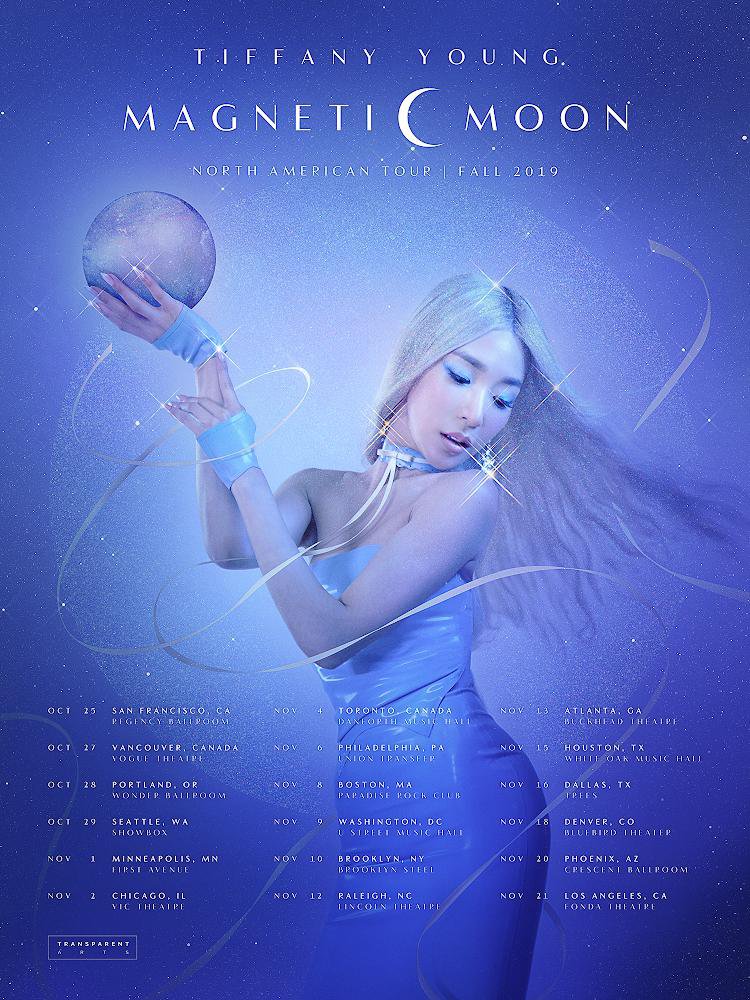 TIFFANY YOUNG
MAGNETIC MOON
NORTH AMERICAN TOUR | FALL 2019
OCT 25 SAN FRANCISCO, CA
REGENCY BALLROOM
OCT 27 VANCOUVER, CANADA
VOGUE THEATRE
OCT 28 PORTLAND, OR
WONDER BALLROOM
OCT 29 SEATTLE, WA
SHOWBOX
NOV 1 MINNEAPOLIS, MN
FIRST AVENUE
NOV 2 CHICAGO, IL
VIC THEATRE
NOV 4 TORONTO, CANADA
DANFORTH MUSIC HALL
NOV 6 PHILADELPHIA, PA
UNION TRANSFER
NOV 8 BOSTON, MA
PARADISE ROCK CLUB
NOV 9 WASHINGTON, DC
U STREET MUSIC HALL
NOV 10 BROOKLYN, NY
BROOKLYN STEEL
NOV 12 RALEIGH, NC
LINCOLN THEATRE
NOV 13 ATLANTA, GA
BUCKHEAD THEATRE
NOV 15 HOUSTON, TX
WHITE OAK MUSIC HALL
NOV 16 DALLAS, TX
TREES
NOV 18 DENVER, CO
BLUEBIRD THEATER
NOV 20 PHOENIX, AZ
CRESCENT BALLROOM
NOV 21 LOS ANGELES, CA
FONDA THEATRE
TRANSPARENT
ARTS